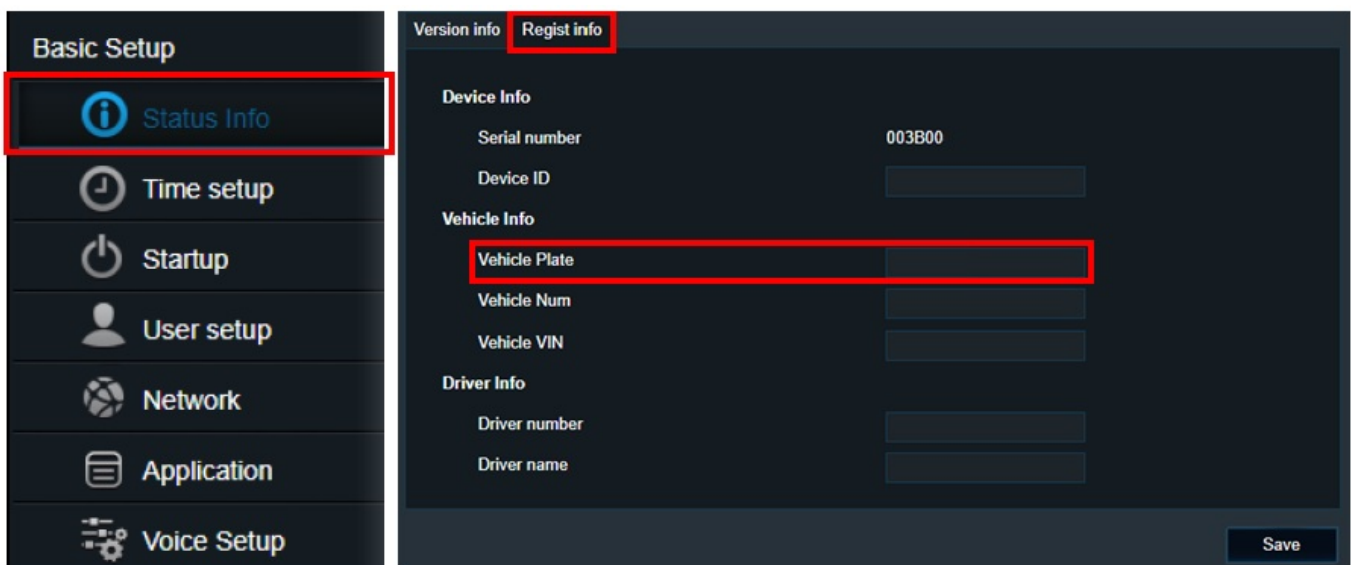 Basic Setup
Status Info
Time setup
Startup
User setup
Network
Application
Voice Setup
Version info Regist info
Device Info
Serial number 003B00
Device ID
Vehicle Info
Vehicle Plate
Vehicle Num
Vehicle VIN
Driver Info
Driver number
Driver name
Save